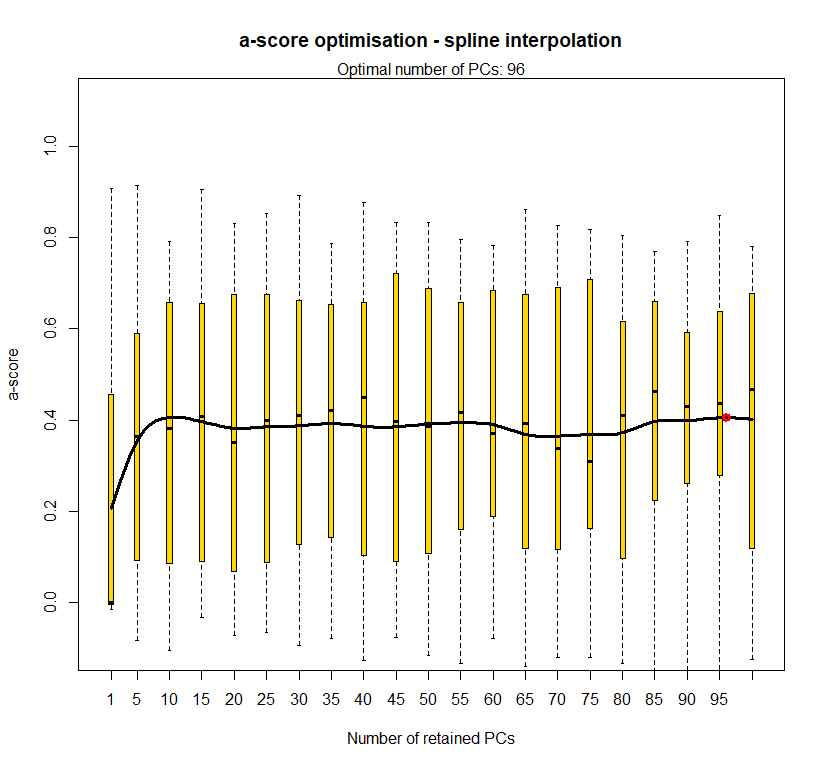 a-score optimisation - spline interpolation
Optimal number of PCs: 96
a-score
1.0
0.8
0.6
0.4
0.2
0.0
1 5 10 15 20 25 30 35 40 45 50 55 60 65 70 75 80 85 90 95
Number of retained PCs